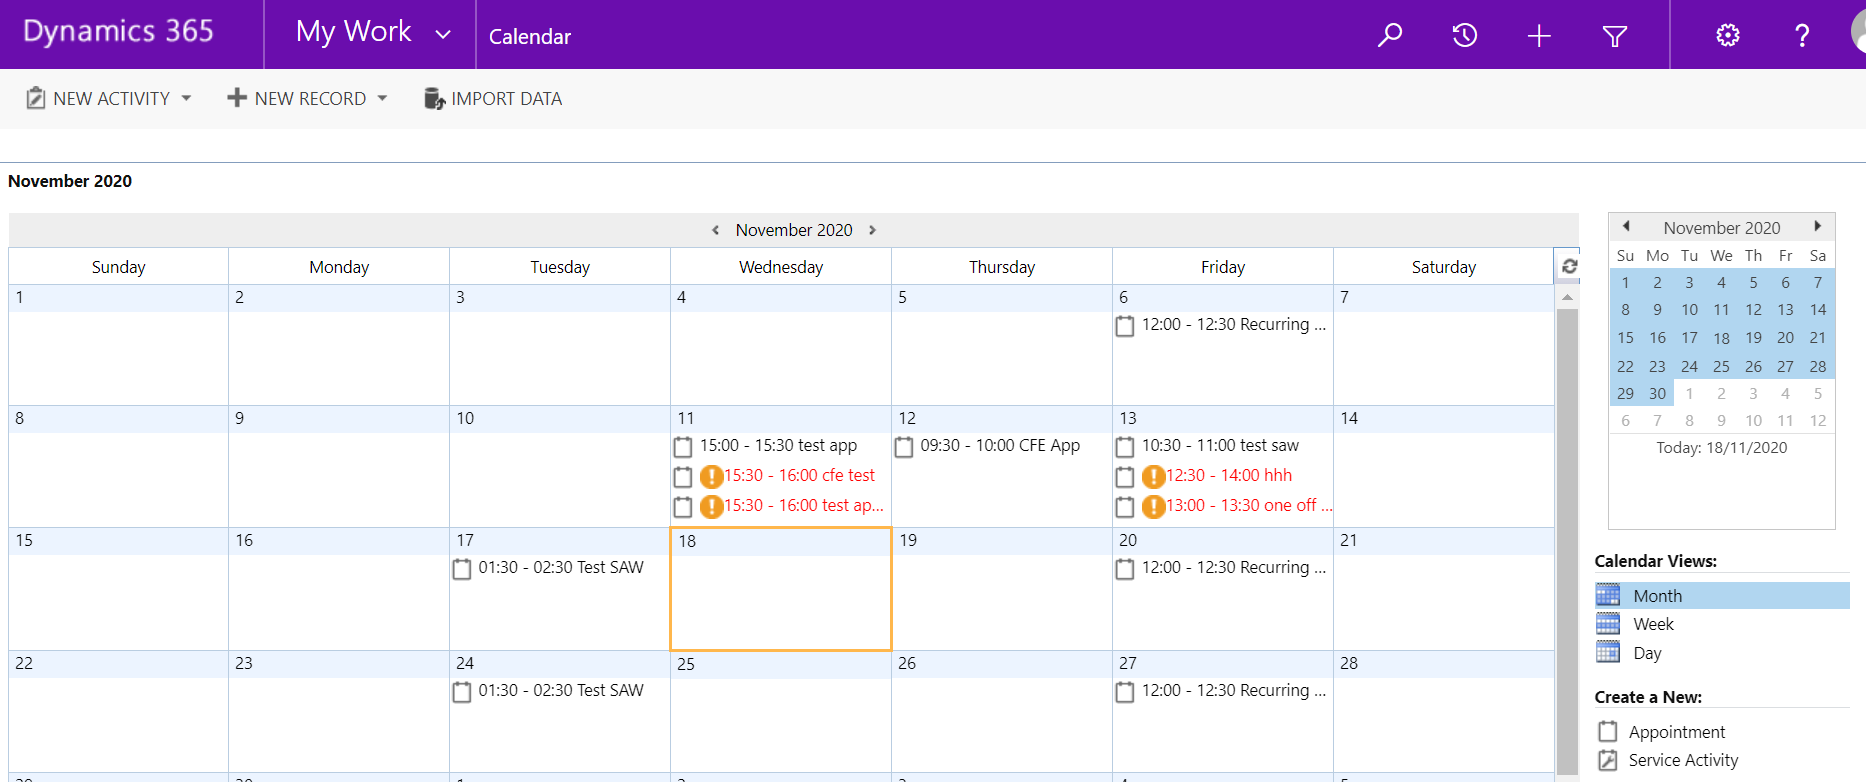 Dynamics 365
My Work
Calendar
?
NEW ACTIVITY
NEW RECORD
IMPORT DATA
November 2020
November 2020
Sunday Monday Tuesday Wednesday Thursday Friday Saturday
1 2 3 4 5 6 7
12:00 - 12:30 Recurring ...
8 9 10 11 12 13 14
15:00 - 15:30 test app
15:30 - 16:00 cfe test
15:30 - 16:00 test ap...
09:30 - 10:00 CFE App
10:30 - 11:00 test saw
12:30 - 14:00 hhh
13:00 - 13:30 one off ...
15 16 17 18 19 20 21
01:30 - 02:30 Test SAW
12:00 - 12:30 Recurring ...
22 23 24 25 26 27 28
01:30 - 02:30 Test SAW
12:00 - 12:30 Recurring ...
November 2020
Su Mo Tu We Th Fr Sa
1 2 3 4 5 6 7
8 9 10 11 12 13 14
15 16 17 18 19 20 21
22 23 24 25 26 27 28
29 30 1 2 3 4 5
6 7 8 9 10 11 12
Today: 18/11/2020
Calendar Views:
Month
Week
Day
Create a New:
Appointment
Service Activity